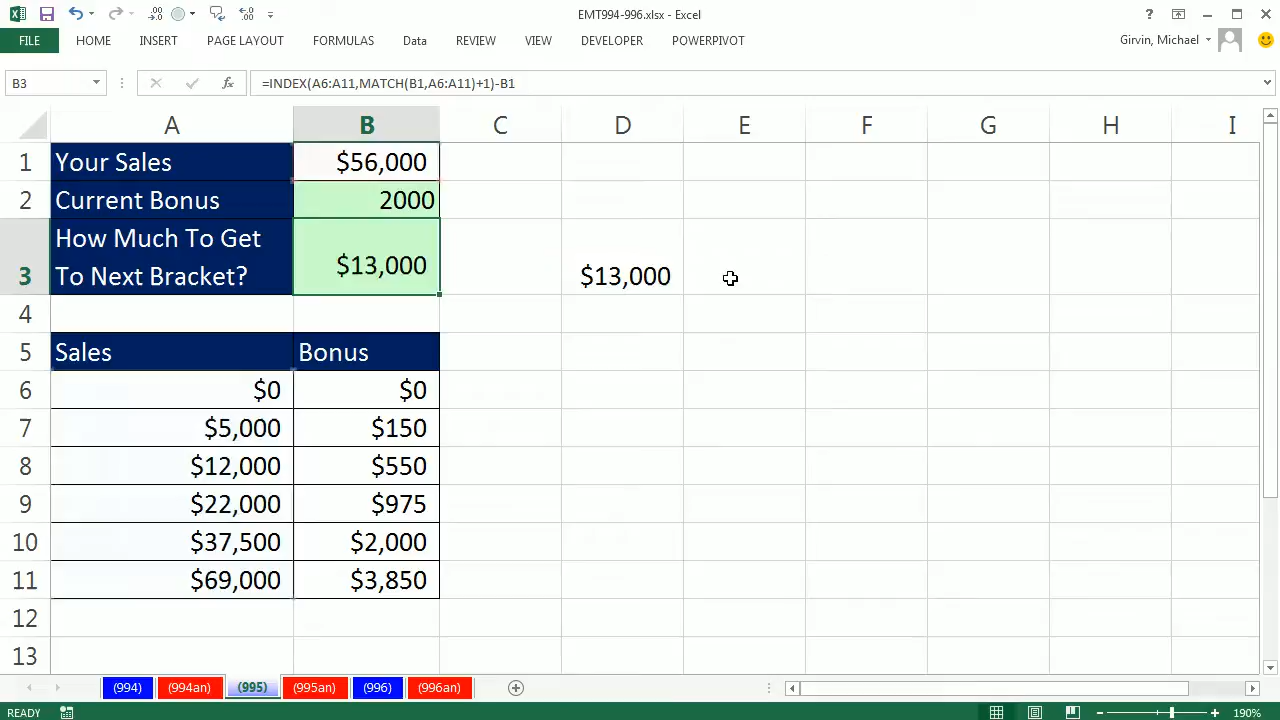 EMT994-996.xlsx - Excel
?
FILE HOME INSERT PAGE LAYOUT FORMULAS Data REVIEW VIEW DEVELOPER POWERPIVOT Girvin, Michael
B3 fx =INDEX(A6:A11,MATCH(B1,A6:A11)+1)-B1
A B C D E F G H I
1 Your Sales $56,000
2 Current Bonus 2000
How Much To Get
3 To Next Bracket? $13,000 $13,000
4
5 Sales Bonus
6 $0 $0
7 $5,000 $150
8 $12,000 $550
9 $22,000 $975
10 $37,500 $2,000
11 $69,000 $3,850
12
13
(994) (994an) (995) (995an) (996) (996an)
READY 190%